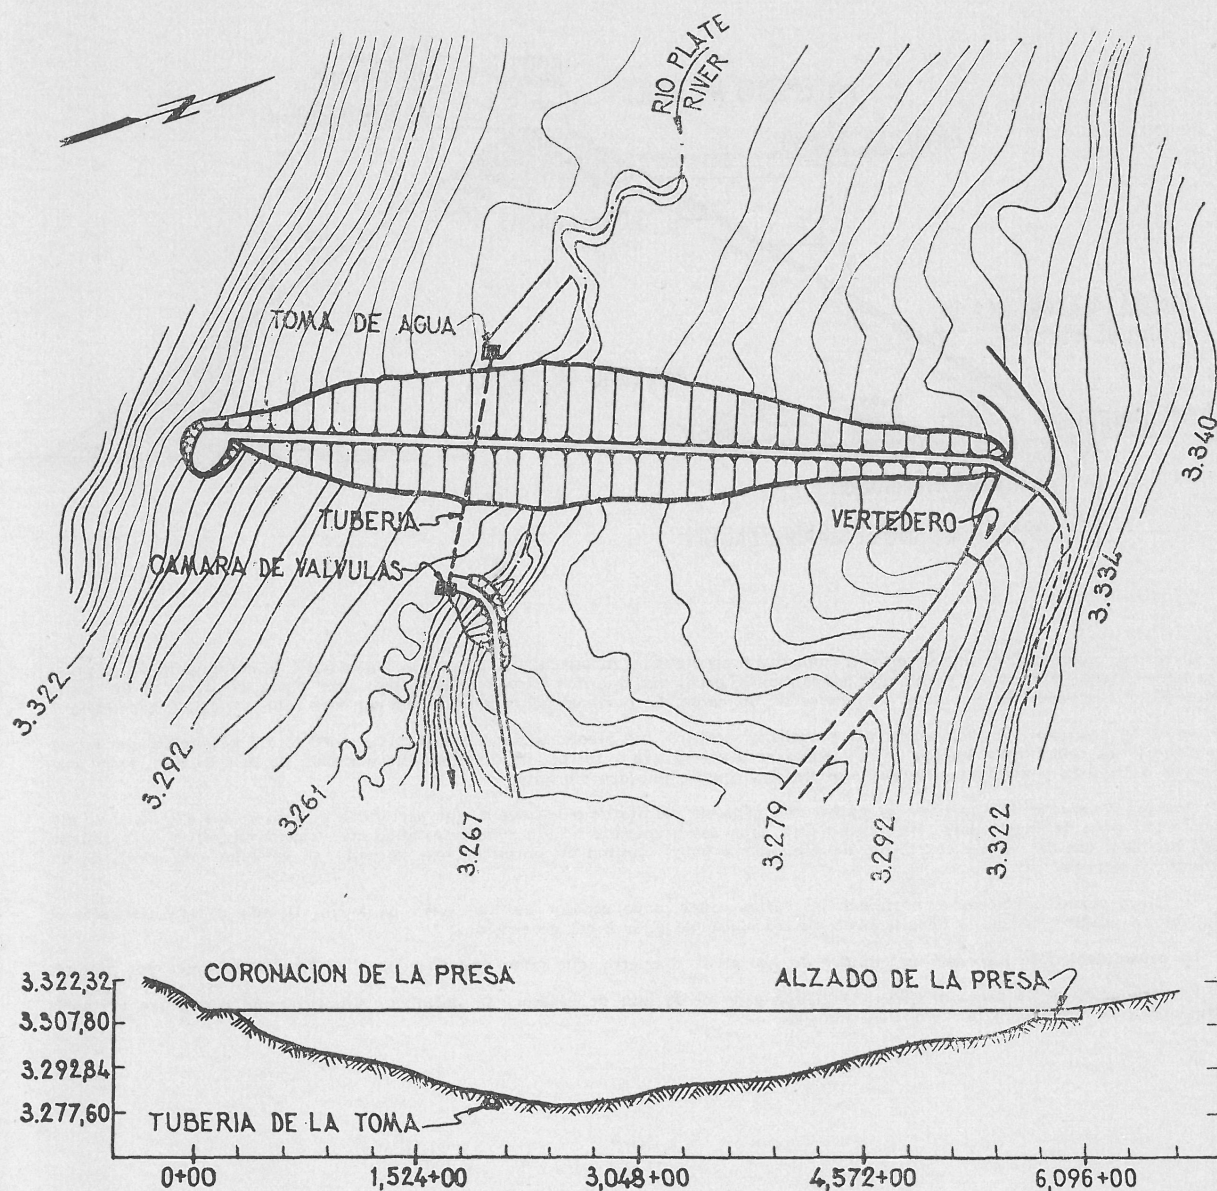 RIO PLATE
RIVER
TOMA DE AGUA
3.340
TUBERIA
VERTEDERO
CAMARA DE VALVULAS
3.334
3.322
3.292
3.261
3.267
3.279
3.292
3.322
CORONACION DE LA PRESA
ALZADO DE LA PRESA
3.322,32
3.307,80
3.292,84
3.277,60
TUBERIA DE LA TOMA
0+00 1,524+00 3,048+00 4,572+00 6,096+00